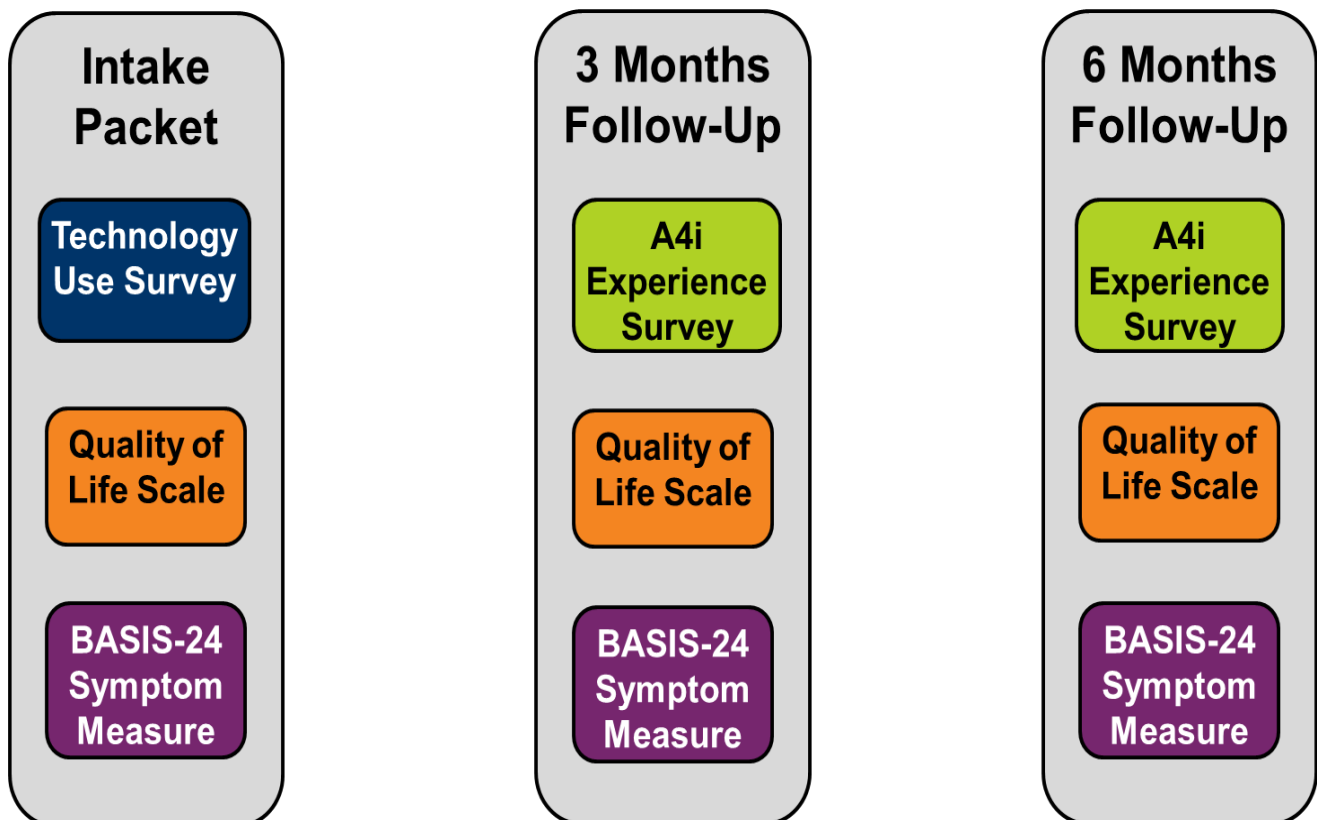 Intake
Packet
Technology
Use Survey
Quality of
Life Scale
BASIS-24
Symptom
Measure
3 Months
Follow-Up
A4i
Experience
Survey
Quality of
Life Scale
BASIS-24
Symptom
Measure
6 Months
Follow-Up
A4i
Experience
Survey
Quality of
Life Scale
BASIS-24
Symptom
Measure